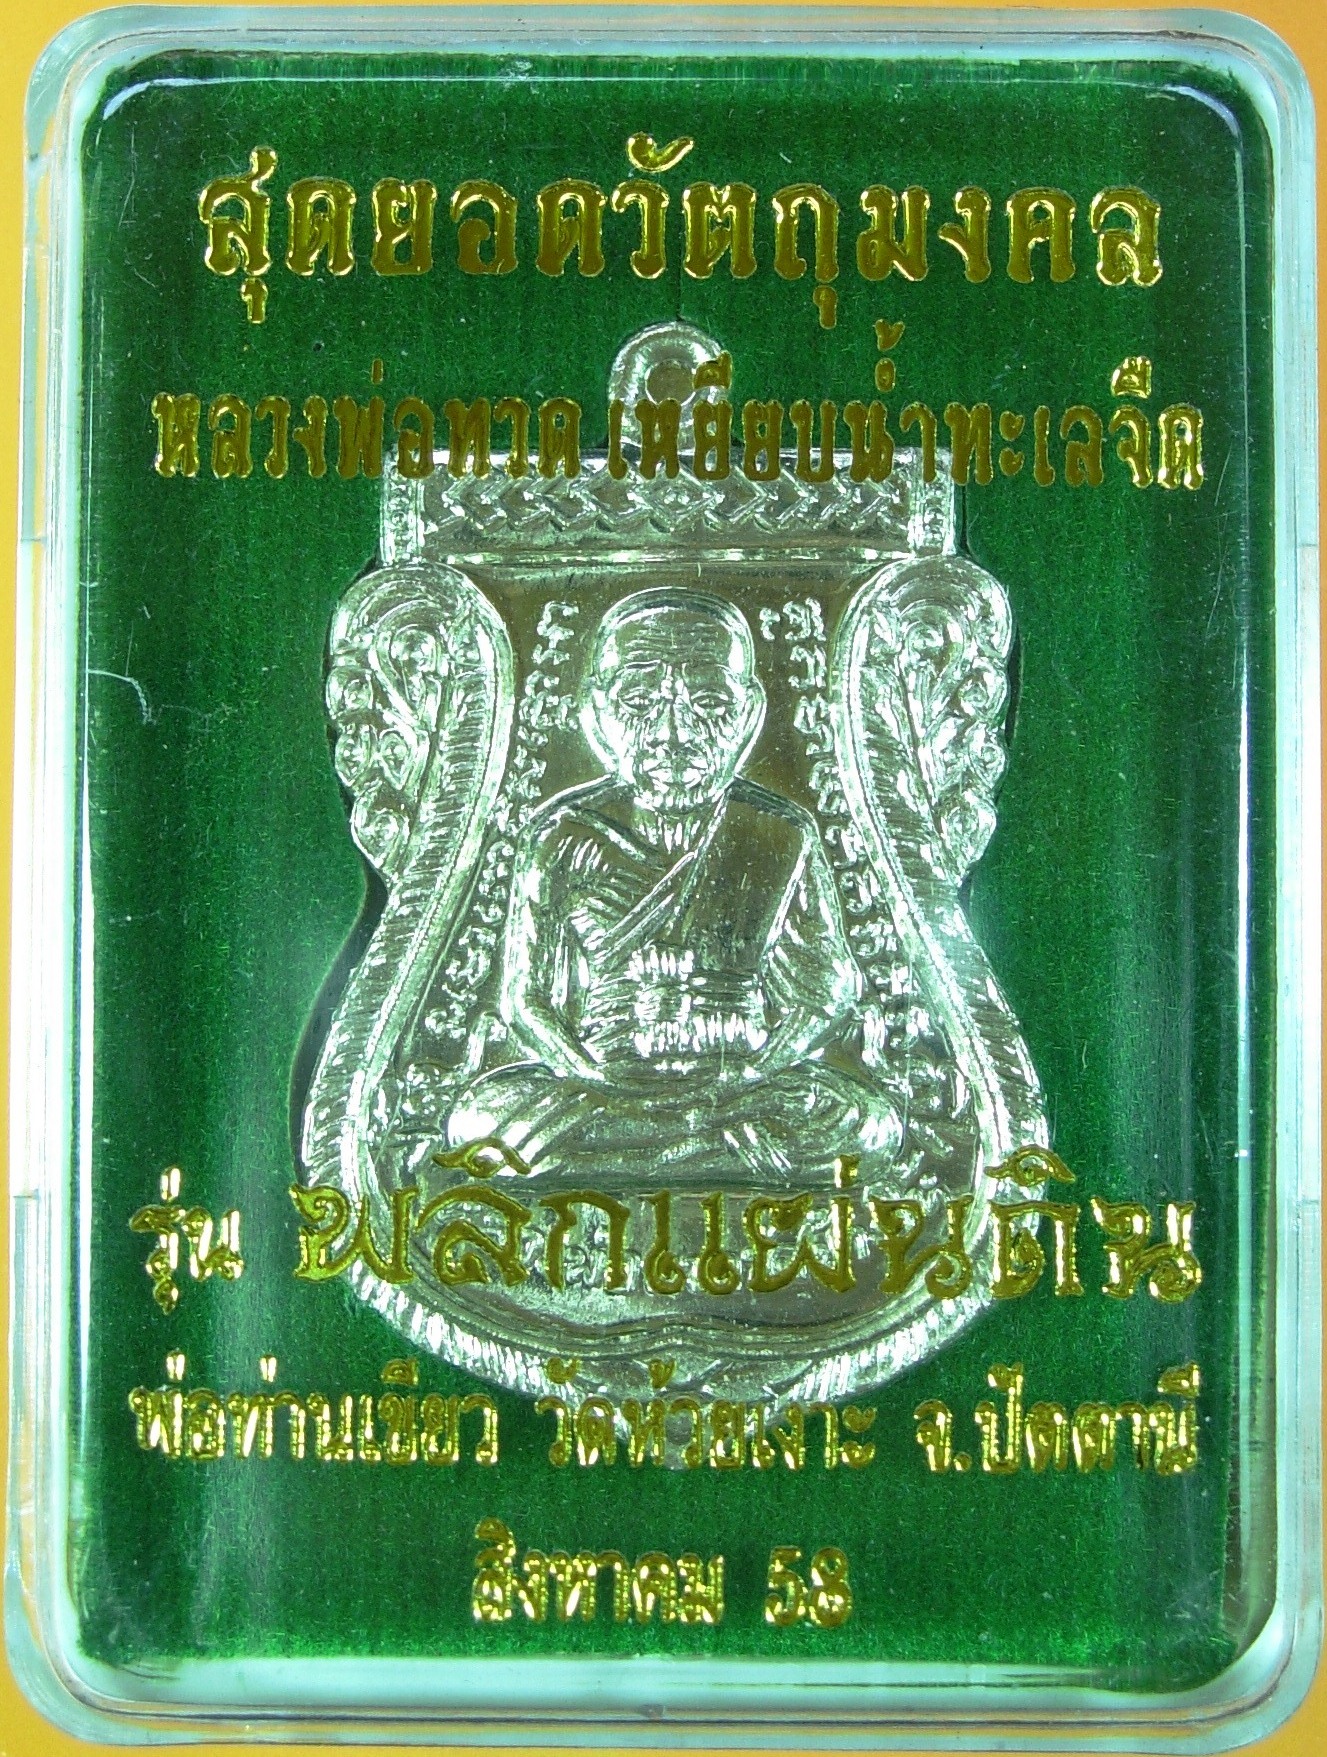 สุดยอดวัตถุมงคล
หลวงพ่อทวด เหยียบน้ำทะเลจืด
รุ่น พลิกแผ่นดิน
พ่อท่านเขียว วัดห้วยเงาะ จ.ปัตตานี
สิงหาคม 58